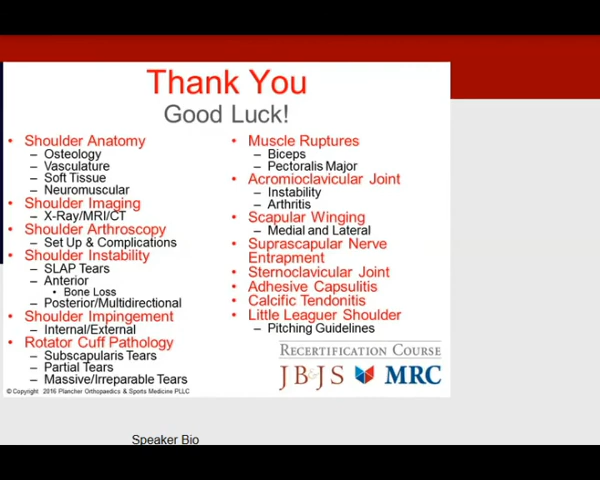 Thank You
Good Luck!
• Shoulder Anatomy
– Osteology
– Vasculature
– Soft Tissue
– Neuromuscular
• Shoulder Imaging
– X-Ray/MRI/CT
• Shoulder Arthroscopy
– Set Up & Complications
• Shoulder Instability
– SLAP Tears
– Anterior
• Bone Loss
– Posterior/Multidirectional
• Shoulder Impingement
– Internal/External
• Rotator Cuff Pathology
– Subscapularis Tears
– Partial Tears
– Massive/Irreparable Tears
• Muscle Ruptures
– Biceps
– Pectoralis Major
• Acromioclavicular Joint
– Instability
– Arthritis
• Scapular Winging
– Medial and Lateral
• Suprascapular Nerve
Entrapment
• Sternoclavicular Joint
• Adhesive Capsulitis
• Calcific Tendonitis
• Little Leaguer Shoulder
– Pitching Guidelines
Recertification Course
JB&JS MRC
© Copyright 2016 Plancher Orthopaedics & Sports Medicine PLLC
Speaker Bio